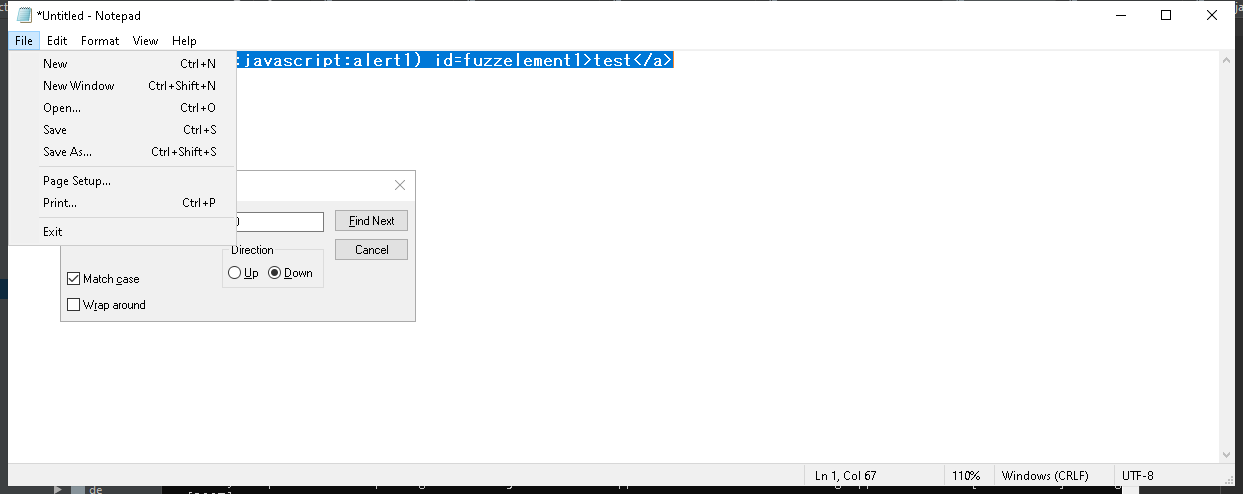 *Untitled - Notepad
File Edit Format View Help
:javascript:alert1) id=fuzzelement1>test</a>
New Ctrl+N
New Window Ctrl+Shift+N
Open... Ctrl+O
Save Ctrl+S
Save As... Ctrl+Shift+S
Page Setup...
Print... Ctrl+P
Exit
Find Next
Cancel
Direction
Up Down
Match case
Wrap around
Ln 1, Col 67 110% Windows (CRLF) UTF-8
de